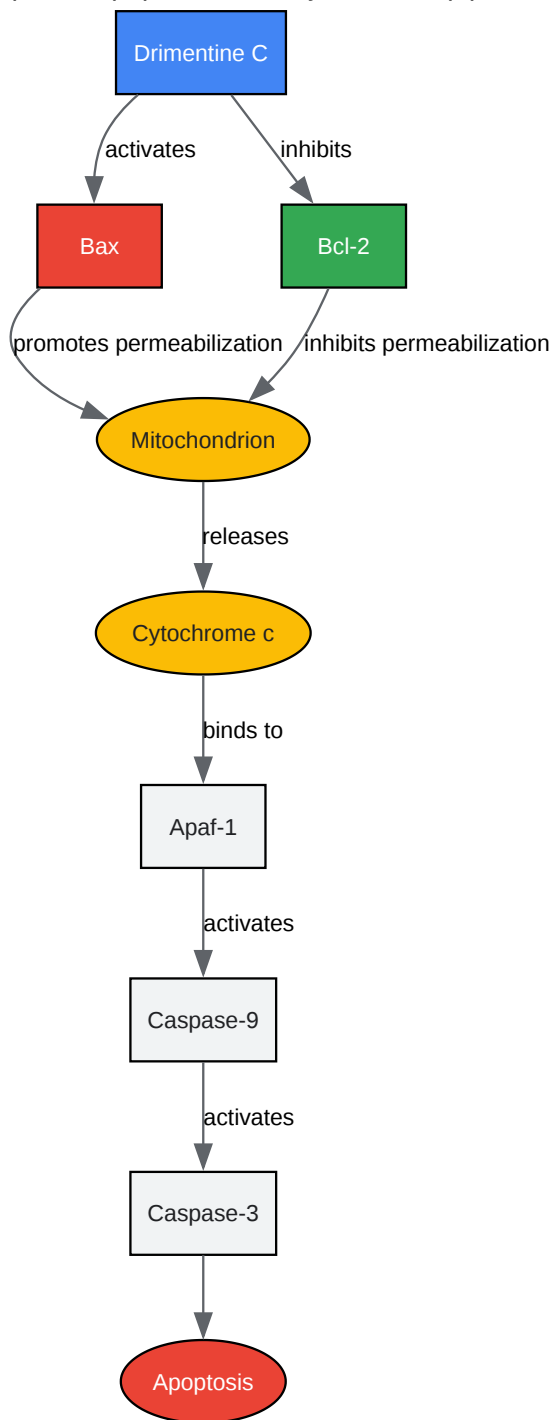 Drimentine C
activates
inhibits
Bax
Bcl-2
promotes permeabilization
inhibits permeabilization
Mitochondrion
releases
Cytochrome c
binds to
Apaf-1
activates
Caspase-9
activates
Caspase-3
Apoptosis